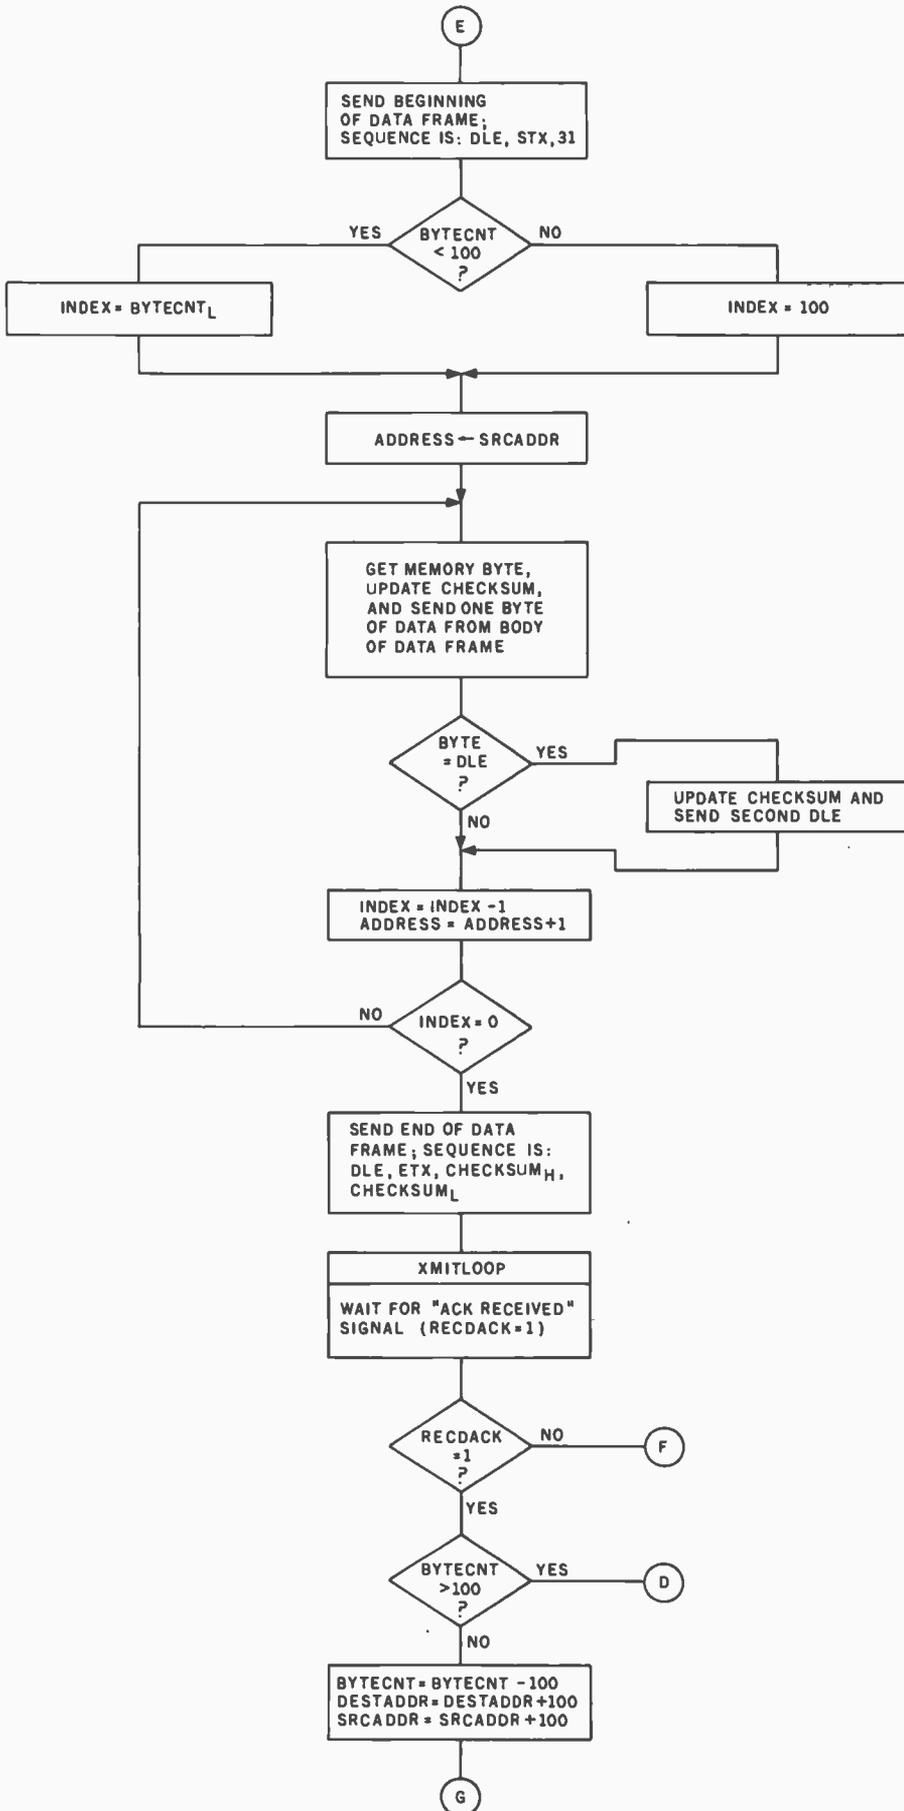 E
SEND BEGINNING
OF DATA FRAME;
SEQUENCE IS: DLE, STX, 31
YES
BYTECNT
< 100
?
NO
INDEX = BYTECNTL
INDEX = 100
ADDRESS ← SRCADDR
GET MEMORY BYTE,
UPDATE CHECKSUM,
AND SEND ONE BYTE
OF DATA FROM BODY
OF DATA FRAME
BYTE
= DLE
?
YES
NO
UPDATE CHECKSUM AND
SEND SECOND DLE
INDEX = INDEX -1
ADDRESS = ADDRESS+1
NO
INDEX = 0
?
YES
SEND END OF DATA
FRAME; SEQUENCE IS:
DLE, ETX, CHECKSUMH,
CHECKSUML
XMITLOOP
WAIT FOR "ACK RECEIVED"
SIGNAL (RECDACK=1)
RECDACK
=1
?
NO
F
YES
BYTECNT
>100
?
YES
D
NO
BYTECNT = BYTECNT -100
DESTADDR = DESTADDR+100
SRCADDR = SRCADDR+100
G